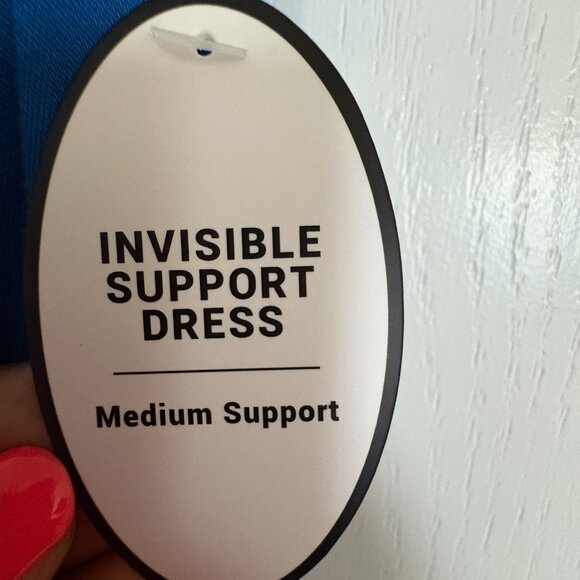 INVISIBLE
SUPPORT
DRESS
Medium Support